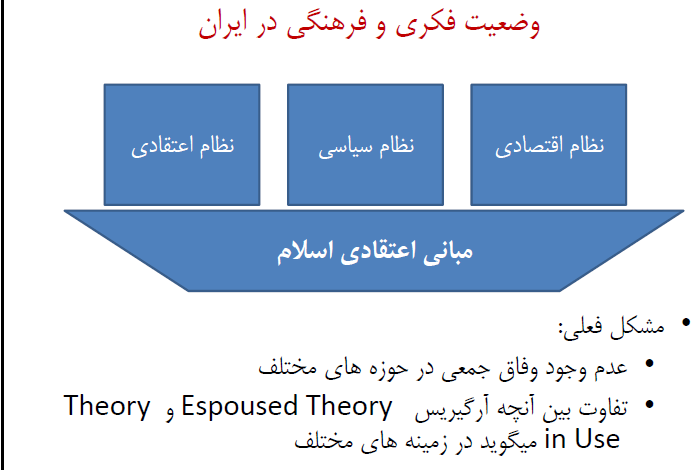 وضعیت فکری و فرهنگی در ایران
نظام اقتصادی
نظام سیاسی
نظام اعتقادی
مبانی اعتقادی اسلام
• مشکل فعلی:
• عدم وجود وفاق جمعی در حوزه های مختلف
• تفاوت بین آنچه آرگیریس Espoused Theory و Theory
in Use میگوید در زمینه های مختلف